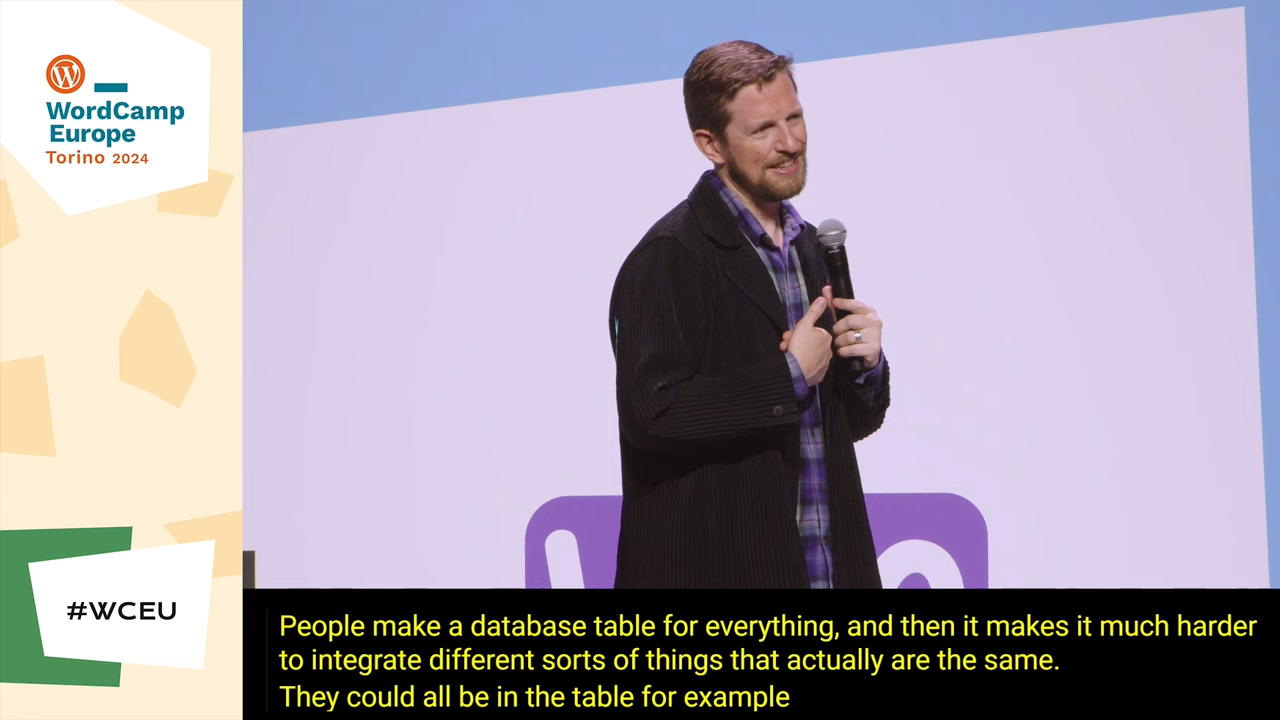 WordCamp
Europe
Torino 2024
#WCEU
People make a database table for everything, and then it makes it much harder
to integrate different sorts of things that actually are the same.
They could all be in the table for example